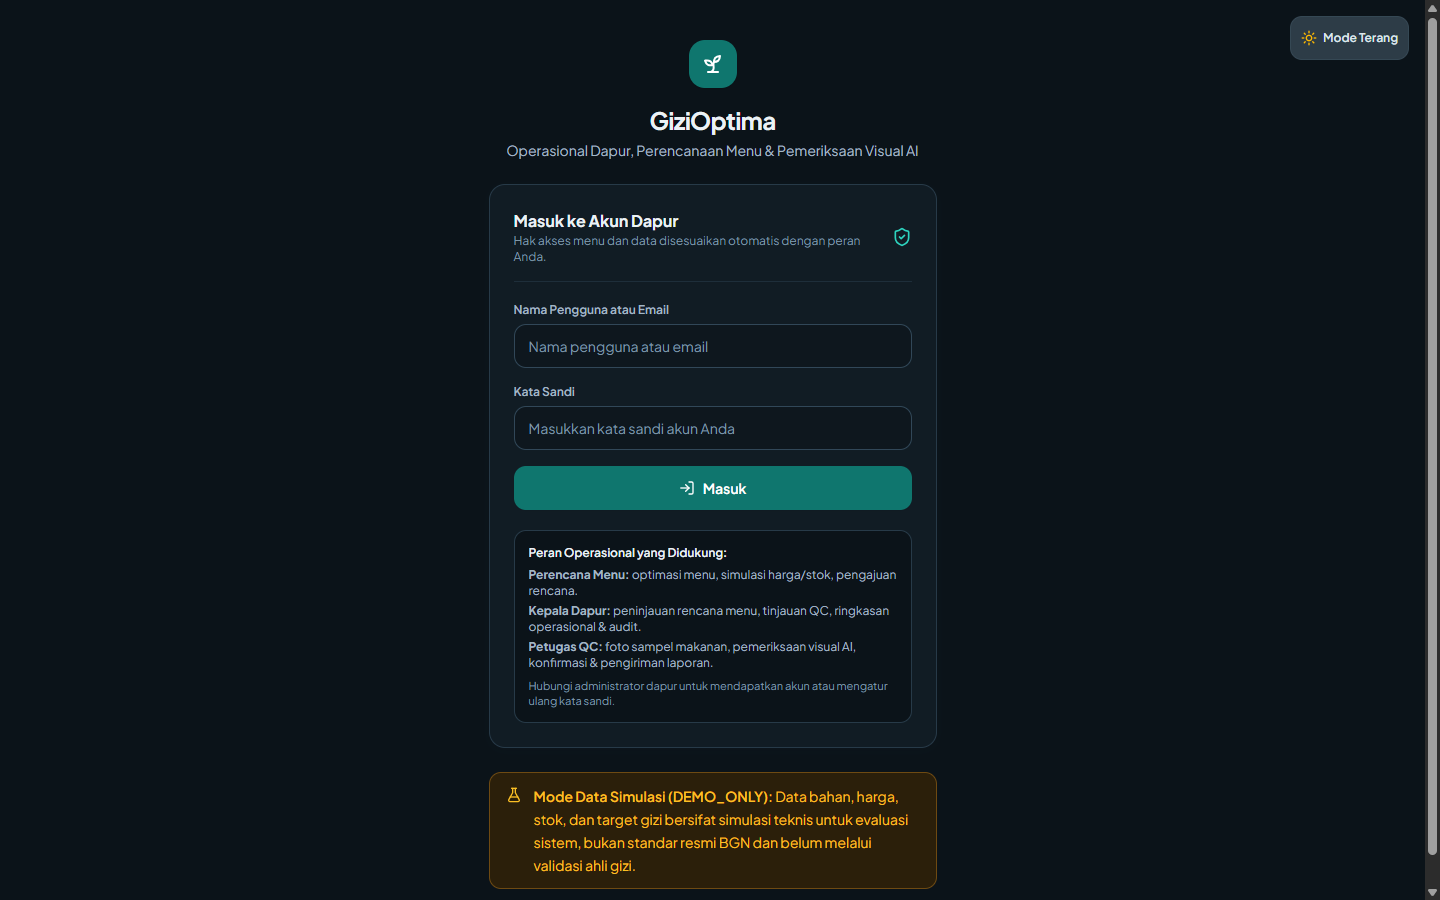 Mode Terang
GiziOptima
Operasional Dapur, Perencanaan Menu & Pemeriksaan Visual AI
Masuk ke Akun Dapur
Hak akses menu dan data disesuaikan otomatis dengan peran
Anda.
Nama Pengguna atau Email
Nama pengguna atau email
Kata Sandi
Masukkan kata sandi akun Anda
Masuk
Peran Operasional yang Didukung:
Perencana Menu: optimasi menu, simulasi harga/stok, pengajuan
rencana.
Kepala Dapur: peninjauan rencana menu, tinjauan QC, ringkasan
operasional & audit.
Petugas QC: foto sampel makanan, pemeriksaan visual AI,
konfirmasi & pengiriman laporan.
Hubungi administrator dapur untuk mendapatkan akun atau mengatur
ulang kata sandi.
Mode Data Simulasi (DEMO_ONLY): Data bahan, harga,
stok, dan target gizi bersifat simulasi teknis untuk evaluasi
sistem, bukan standar resmi BGN dan belum melalui
validasi ahli gizi.